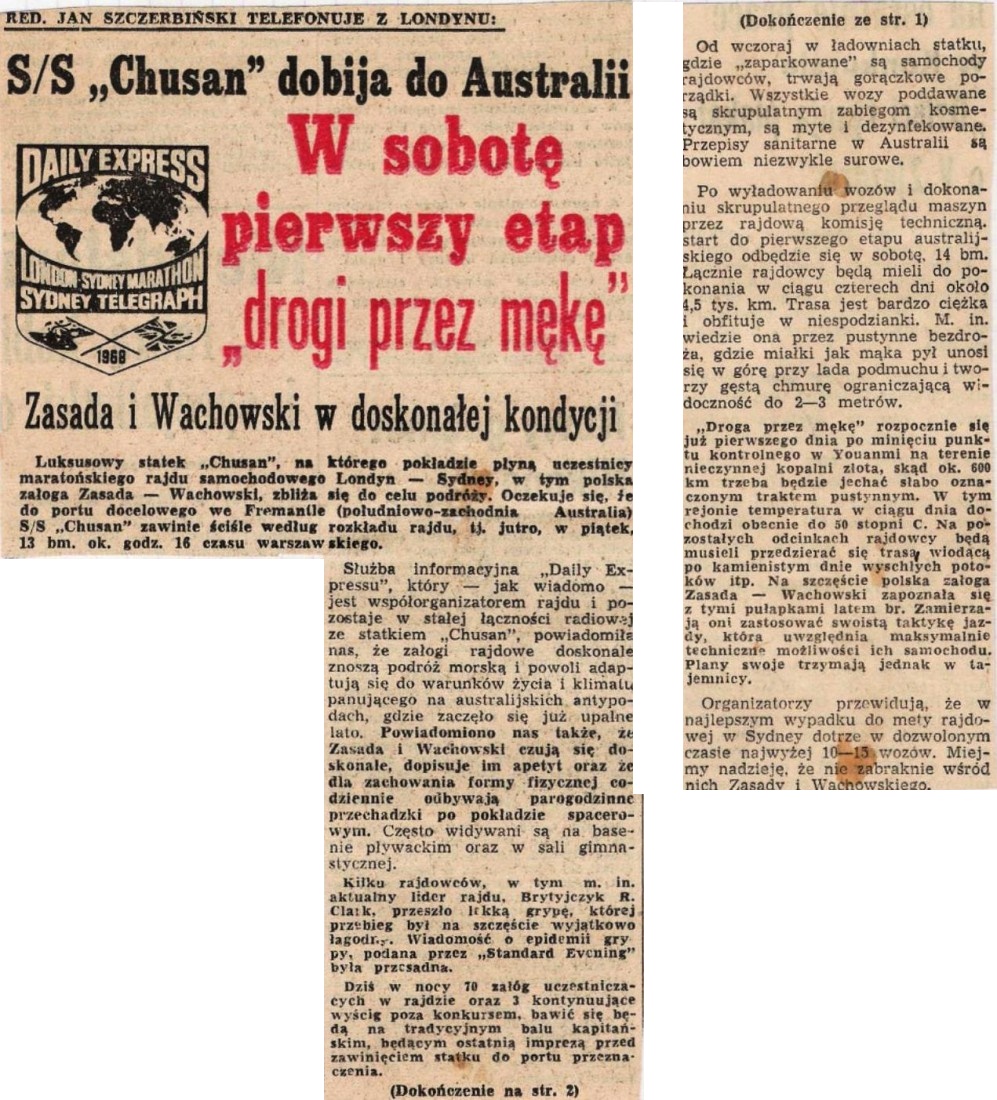 RED. JAN SZCZERBIŃSKI TELEFONUJE Z LONDYNU:
S/S „Chusan” dobija do Australii
W sobotę
pierwszy etap
„drogi przez mękę”
DAILY EXPRESS
LONDON-SYDNEY MARATHON
SYDNEY TELEGRAPH
1968
Zasada i Wachowski w doskonałej kondycji
Luksusowy statek „Chusan”, na którego pokładzie płyną uczestnicy
maratońskiego rajdu samochodowego Londyn — Sydney, w tym polska
załoga Zasada — Wachowski, zbliża się do celu podróży. Oczekuje się, że
do portu docelowego we Fremantle (południowo-zachodnia Australia)
S/S „Chusan” zawinie ściśle według rozkładu rajdu, tj. jutro, w piątek,
13 bm. ok. godz. 16 czasu warszawskiego.
Służba informacyjna „Daily Ex-
pressu”, który — jak wiadomo —
jest współorganizatorem rajdu i po-
zostaje w stałej łączności radiowej
ze statkiem „Chusan”, powiadomiła
nas, że załogi rajdowe doskonale
znoszą podróż morską i powoli adap-
tują się do warunków życia i klimatu
panującego na australijskich antypo-
dach, gdzie zaczęło się już upalne
lato. Powiadomiono nas także, że
Zasada i Wachowski czują się do-
skonale, dopisuje im apetyt oraz że
dla zachowania formy fizycznej co-
dziennie odbywają parogodzinne
przechadzki po pokładzie spacero-
wym. Często widywani są na base-
nie pływackim oraz w sali gimna-
stycznej.
Kilku rajdowców, w tym m. in.
aktualny lider rajdu, Brytyjczyk R.
Clark, przeszło lekką grypę, której
przebieg był na szczęście wyjątkowo
łagodny. Wiadomość o epidemii gry
py, podana przez „Standard Evening”
była przesadna.
Dziś w nocy 70 załóg uczestniczą-
cych w rajdzie oraz 3 kontynuujące
wyścig poza konkursem, bawić się bę-
dą na tradycyjnym balu kapitań-
skim, będącym ostatnią imprezą przed
zawinięciem statku do portu przezna-
czenia.
(Dokończenie na str. 2)
(Dokończenie ze str. 1)
Od wczoraj w ładowniach statku,
gdzie „zaparkowane” są samochody
rajdowców, trwają gorączkowe po-
rządki. Wszystkie wozy poddawane
są skrupulatnym zabiegom kosme-
tycznym, są myte i dezynfekowane.
Przepisy sanitarne w Australii są
bowiem niezwykle surowe.
Po wyładowaniu wozów i dokona-
niu skrupulatnego przeglądu maszyn
przez rajdową komisję techniczną.
start do pierwszego etapu australij-
skiego odbędzie się w sobotę, 14 bm.
Łącznie rajdowcy będą mieli do po-
konania w ciągu czterech dni około
4,5 tys. km. Trasa jest bardzo ciężka
i obfituje w niespodzianki. M. in.
wiedzie ona przez pustynne bezdro-
ża, gdzie miałki jak mąka pył unosi
się w górę przy lada podmuchu i two-
rzy gęstą chmurę ograniczającą wi-
doczność do 2—3 metrów.
„Droga przez mękę” rozpocznie się
już pierwszego dnia po minięciu punk-
tu kontrolnego w Youanmi na terenie
nieczynnej kopalni złota, skąd ok. 600
km trzeba będzie jechać słabo ozna-
czonym traktem pustynnym. W tym
rejonie temperatura w ciągu dnia do-
chodzi obecnie do 50 stopni C. Na po-
zostałych odcinkach rajdowcy będą
musieli przedzierać się trasą wiodącą
po kamienistym dnie wyschłych poto-
ków itp. Na szczęście polska załoga
Zasada — Wachowski zapoznała się
z tymi pułapkami latem br. Zamierza-
ją oni zastosować swoistą taktykę jaz-
dy, która uwzględnia maksymalnie
techniczne możliwości ich samochodu.
Plany swoje trzymają jednak w ta-
jemnicy.
Organizatorzy przewidują, że w
najlepszym wypadku do mety rajdo-
wej w Sydney dotrze w dozwolonym
czasie najwyżej 10—15 wozów. Miej-
my nadzieję, że nie zabraknie wśród
nich Zasady i Wachowskiego.